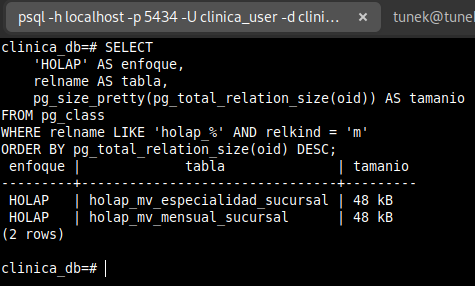 psql -h localhost -p 5434 -U clinica_user -d clini... × tunek@tunek
clinica_db=# SELECT
    'HOLAP' AS enfoque,
    relname AS tabla,
    pg_size_pretty(pg_total_relation_size(oid)) AS tamanio
FROM pg_class
WHERE relname LIKE 'holap_%' AND relkind = 'm'
ORDER BY pg_total_relation_size(oid) DESC;
 enfoque |             tabla              | tamanio
---------+--------------------------------+---------
 HOLAP   | holap_mv_especialidad_sucursal | 48 kB
 HOLAP   | holap_mv_mensual_sucursal      | 48 kB
(2 rows)
clinica_db=#